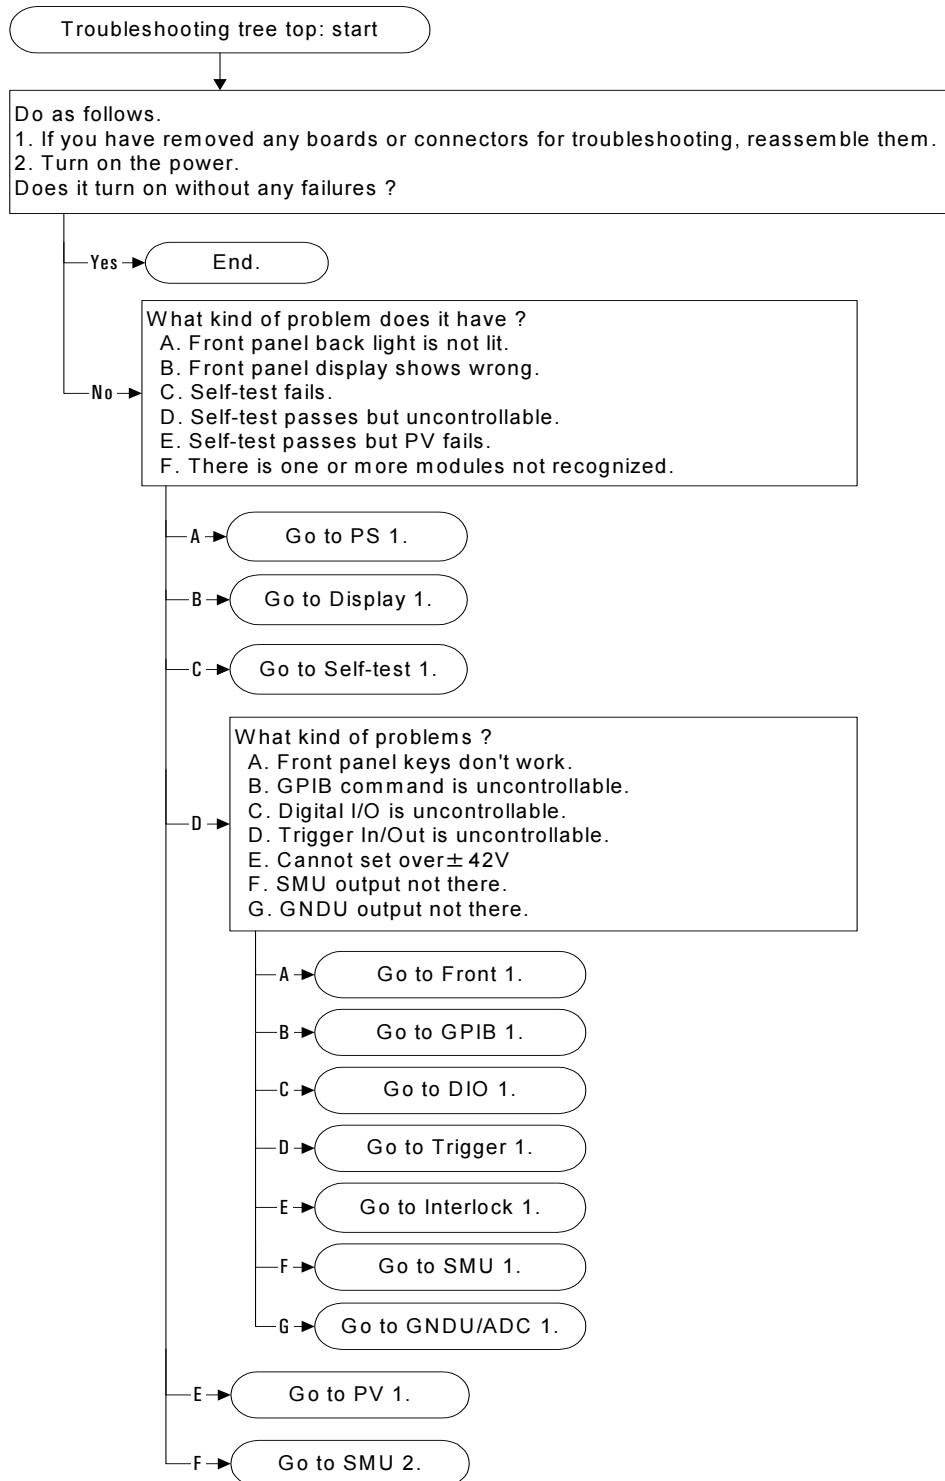 Troubleshooting tree top: start
Do as follows.
1. If you have removed any boards or connectors for troubleshooting, reassemble them.
2. Turn on the power.
Does it turn on without any failures ?
Yes
End.
No
What kind of problem does it have ?
A. Front panel back light is not lit.
B. Front panel display shows wrong.
C. Self-test fails.
D. Self-test passes but uncontrollable.
E. Self-test passes but PV fails.
F. There is one or more modules not recognized.
A
Go to PS 1.
B
Go to Display 1.
C
Go to Self-test 1.
D
What kind of problems ?
A. Front panel keys don't work.
B. GPIB command is uncontrollable.
C. Digital I/O is uncontrollable.
D. Trigger In/Out is uncontrollable.
E. Cannot set over± 42V
F. SMU output not there.
G. GNDU output not there.
A
Go to Front 1.
B
Go to GPIB 1.
C
Go to DIO 1.
D
Go to Trigger 1.
E
Go to Interlock 1.
F
Go to SMU 1.
G
Go to GNDU/ADC 1.
E
Go to PV 1.
F
Go to SMU 2.